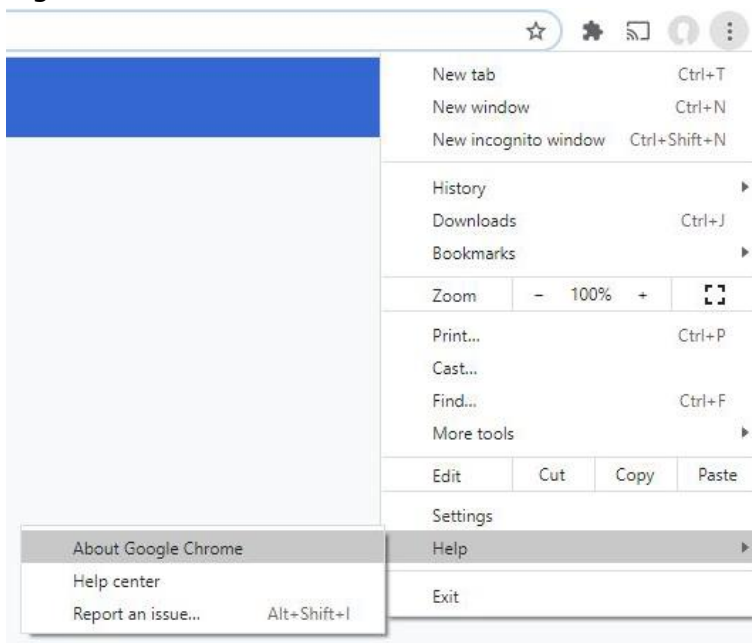 New tab Ctrl+T
New window Ctrl+N
New incognito window Ctrl+Shift+N
History
Downloads Ctrl+J
Bookmarks
Zoom - 100% +
Print... Ctrl+P
Cast...
Find... Ctrl+F
More tools
Edit Cut Copy Paste
Settings
About Google Chrome
Help
Help center
Report an issue... Alt+Shift+I
Exit